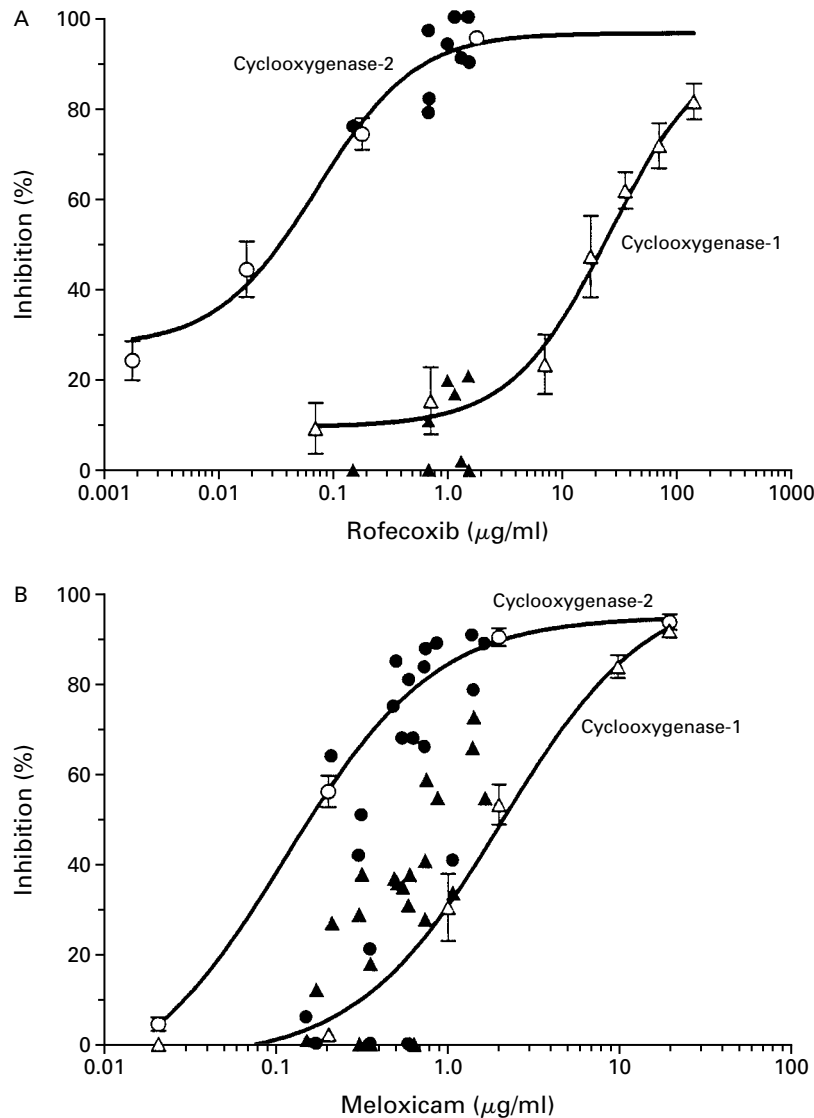 A
100
80
60
40
20
0
Inhibition (%)
Cyclooxygenase-2
Cyclooxygenase-1
0.001 0.01 0.1 1.0 10 100 1000
Rofecoxib (μg/ml)
B
100
80
60
40
20
0
Inhibition (%)
Cyclooxygenase-2
Cyclooxygenase-1
0.01 0.1 1.0 10 100
Meloxicam (μg/ml)